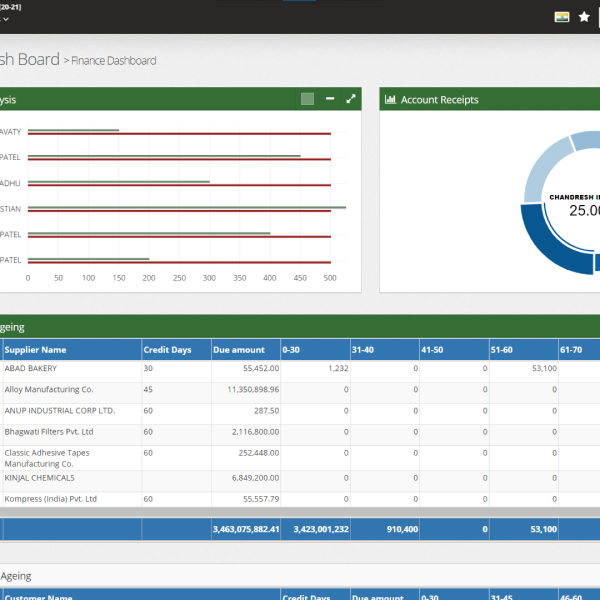 [20-21]
sh Board > Finance Dashboard
ysis
Account Receipts
AVATY
PATEL
ADHU
STIAN
PATEL
PATEL
0 50 100 150 200 250 300 350 400 450 500
CHANDRESH I
25.00
geing
Supplier Name Credit Days Due amount 0-30 31-40 41-50 51-60 61-70
ABAD BAKERY 30 55,452.00 1,232 0 0 53,100
Alloy Manufacturing Co. 45 11,350,898.96 0 0 0 0
ANUP INDUSTRIAL CORP LTD. 60 287.50 0 0 0 0
Bhagwati Filters Pvt. Ltd 60 2,116,800.00 0 0 0 0
Classic Adhesive Tapes 60 252,448.00 0 0 0 0
Manufacturing Co.
KINJAL CHEMICALS 6,849,200.00 0 0 0 0
Kompress (India) Pvt. Ltd 60 55,557.79 0 0 0 0
3,463,075,882.41 3,423,001,232 910,400 0 53,100
Ageing
Customer Name Credit Days Due amount 0-30 31-45 46-60